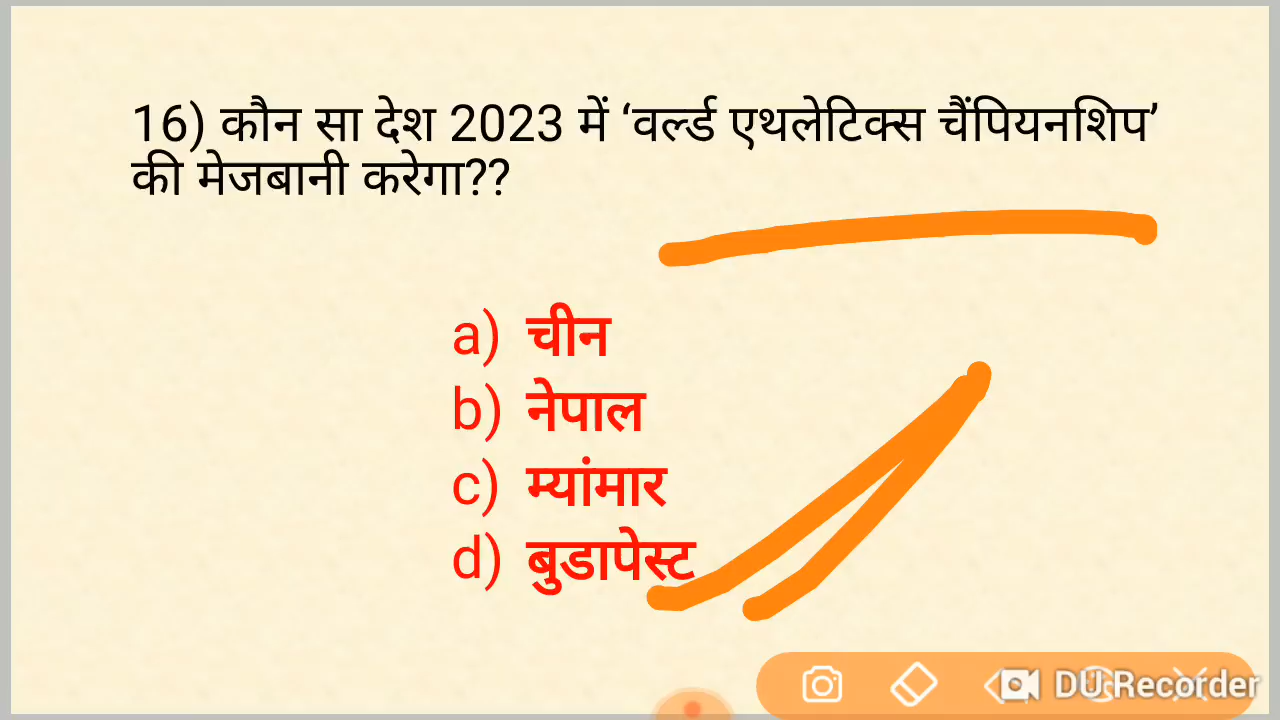 16) कौन सा देश 2023 में ‘वर्ल्ड एथलेटिक्स चैंपियनशिप’
की मेजबानी करेगा??
a) चीन
b) नेपाल
c) म्यांमार
d) बुडापेस्ट
DU Recorder